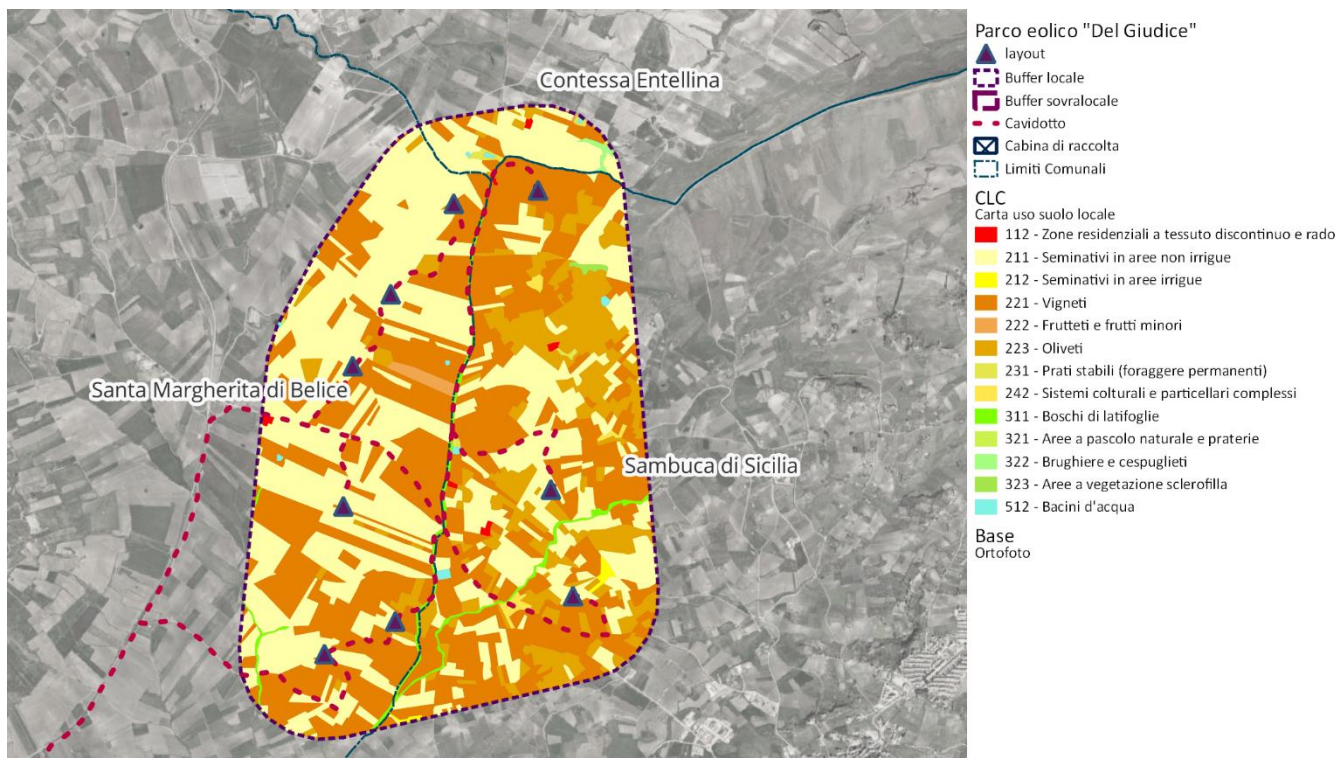 Contessa Entellina
Santa Margherita di Belice
Sambuca di Sicilia
Parco eolico "Del Giudice"
layout
Buffer locale
Buffer sovralocale
Cavidotto
Cabina di raccolta
Limiti Comunali
CLC
Carta uso suolo locale
112 - Zone residenziali a tessuto discontinuo e rado
211 - Seminativi in aree non irrigue
212 - Seminativi in aree irrigue
221 - Vigneti
222 - Frutteti e frutti minori
223 - Oliveti
231 - Prati stabili (foraggere permanenti)
242 - Sistemi colturali e particellari complessi
311 - Boschi di latifoglie
321 - Aree a pascolo naturale e praterie
322 - Brughiere e cespuglieti
323 - Aree a vegetazione sclerofilla
512 - Bacini d'acqua
Base
Ortofoto